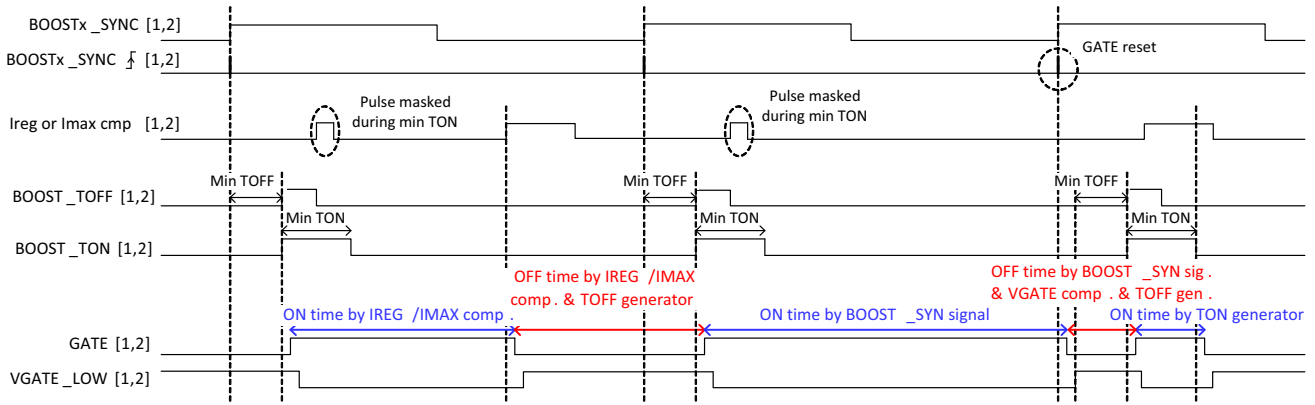 BOOSTx _SYNC [1,2]
GATE reset
BOOSTx _SYNC [1,2]
Pulse masked
during min TON
Pulse masked
during min TON
Ireg or Imax cmp [1,2]
Min TOFF
Min TOFF
Min TOFF
BOOST _TOFF [1,2]
Min TON
Min TON
Min TON
BOOST _TON [1,2]
OFF time by IREG /IMAX
comp . & TOFF generator
OFF time by BOOST _SYN sig .
& VGATE comp . & TOFF gen .
ON time by IREG /IMAX comp .
ON time by BOOST _SYN signal
ON time by TON generator
GATE [1,2]
VGATE _LOW [1,2]